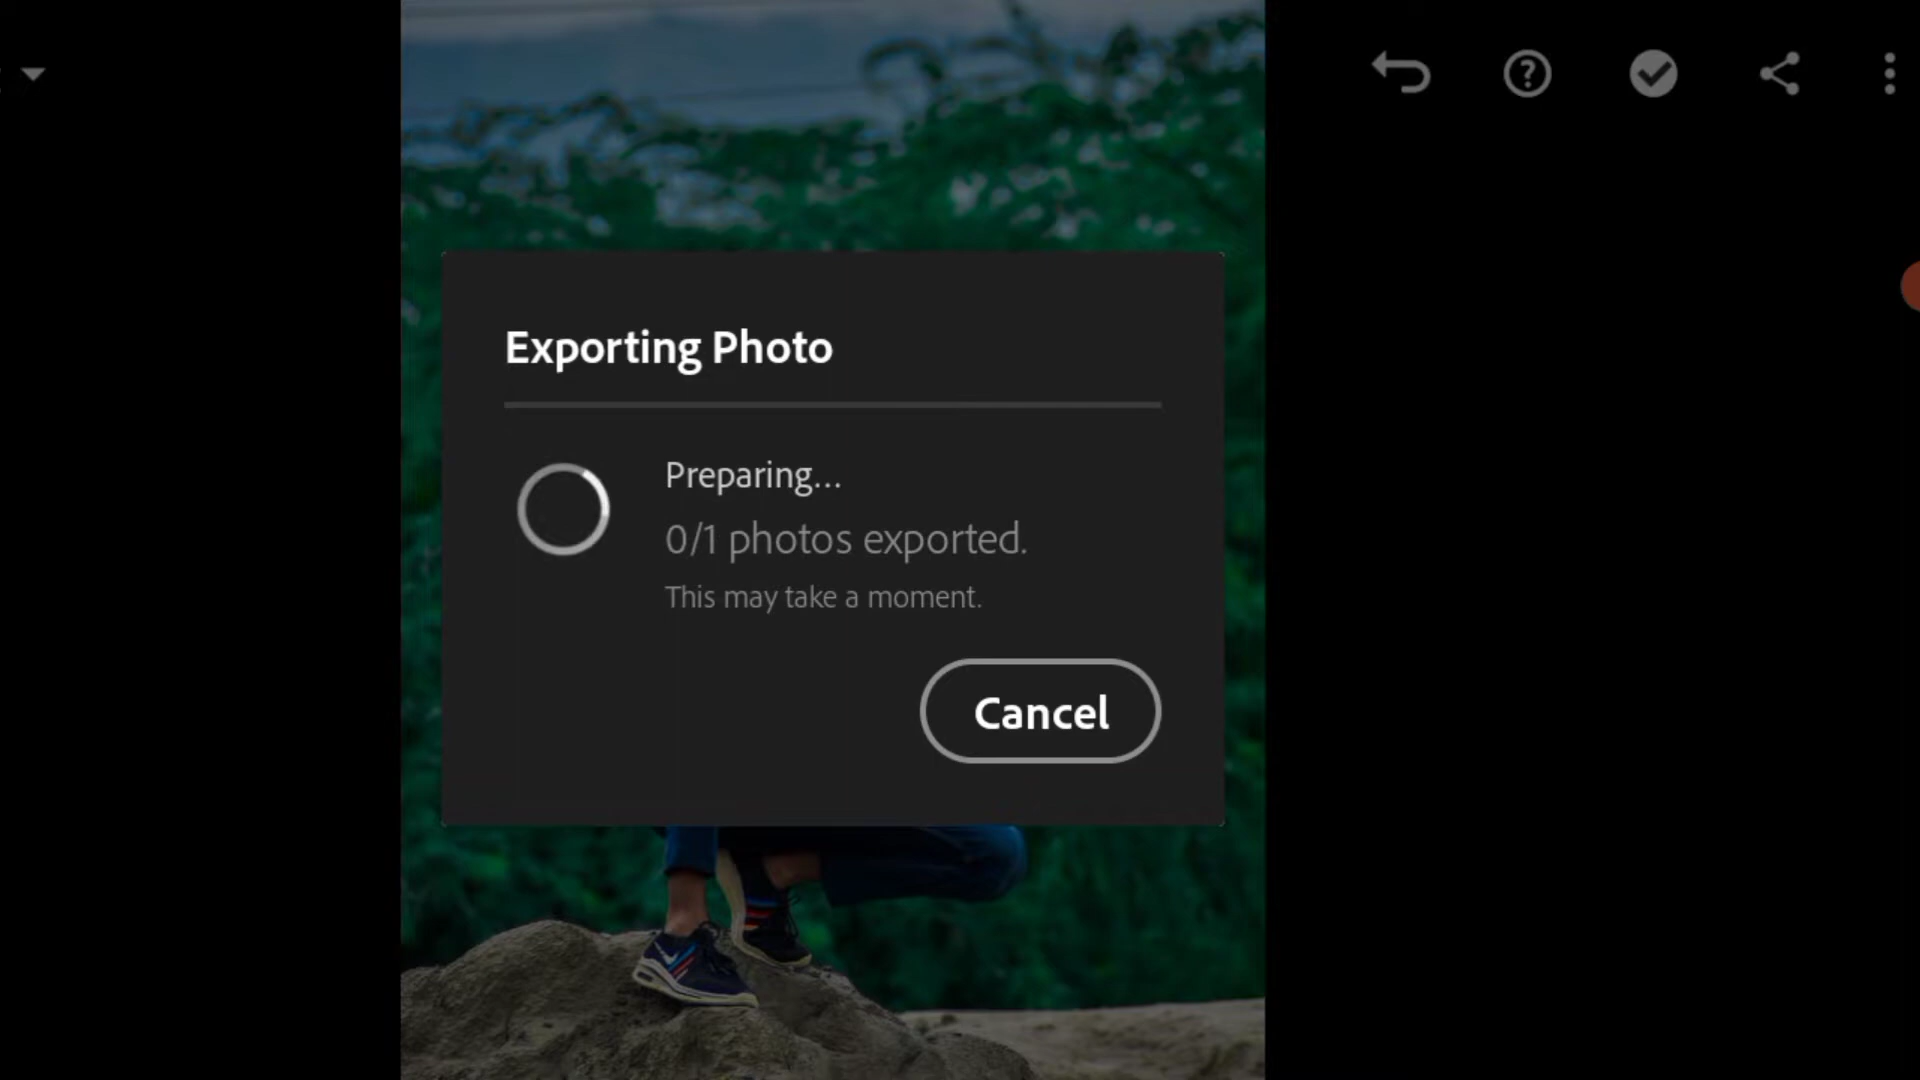 Exporting Photo
Preparing...
0/1 photos exported.
This may take a moment.
Cancel